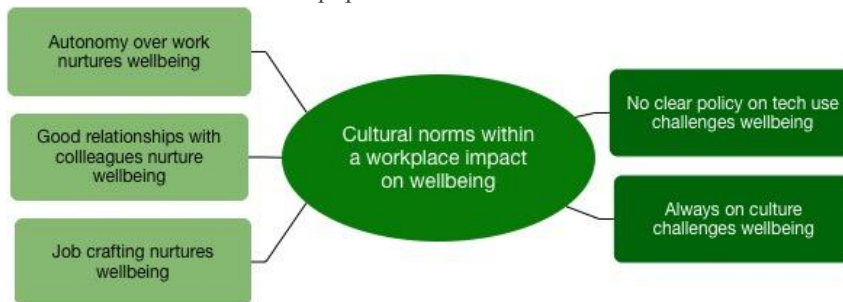 Autonomy over work
nurtures wellbeing
Good relationships with
collleagues nurture
wellbeing
Job crafting nurtures
wellbeing
Cultural norms within
a workplace impact
on wellbeing
No clear policy on tech use
challenges wellbeing
Always on culture
challenges wellbeing